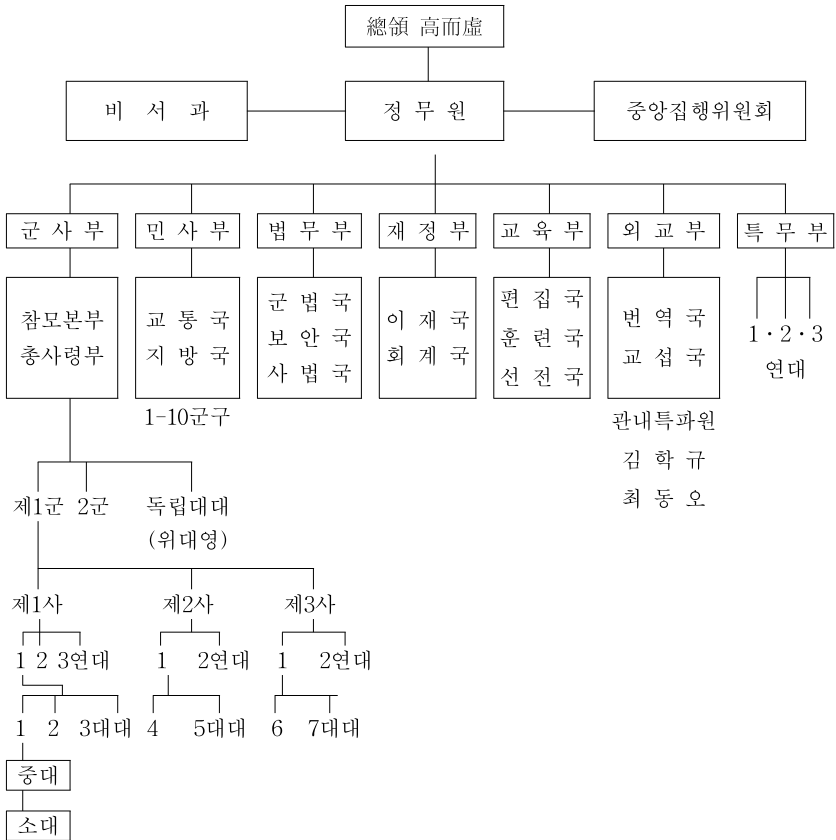 總領 高而虛
비 서 과
정 무 원
중앙집행위원회
군 사 부
민 사 부
법 무 부
재 정 부
교 육 부
외 교 부
특 무 부
참모본부
총사령부
교 통 국
지 방 국
1-10군구
군 법 국
보 안 국
사 법 국
이 재 국
회 계 국
편 집 국
훈 련 국
선 전 국
번 역 국
교 섭 국
관내특파원
김 학 규
최 동 오
1 · 2 · 3
연대
제1군 2군 독립대대
(위대영)
제1사 제2사 제3사
1 2 3연대 1 2연대 1 2연대
1 2 3대대 4 5대대 6 7대대
중대
소대